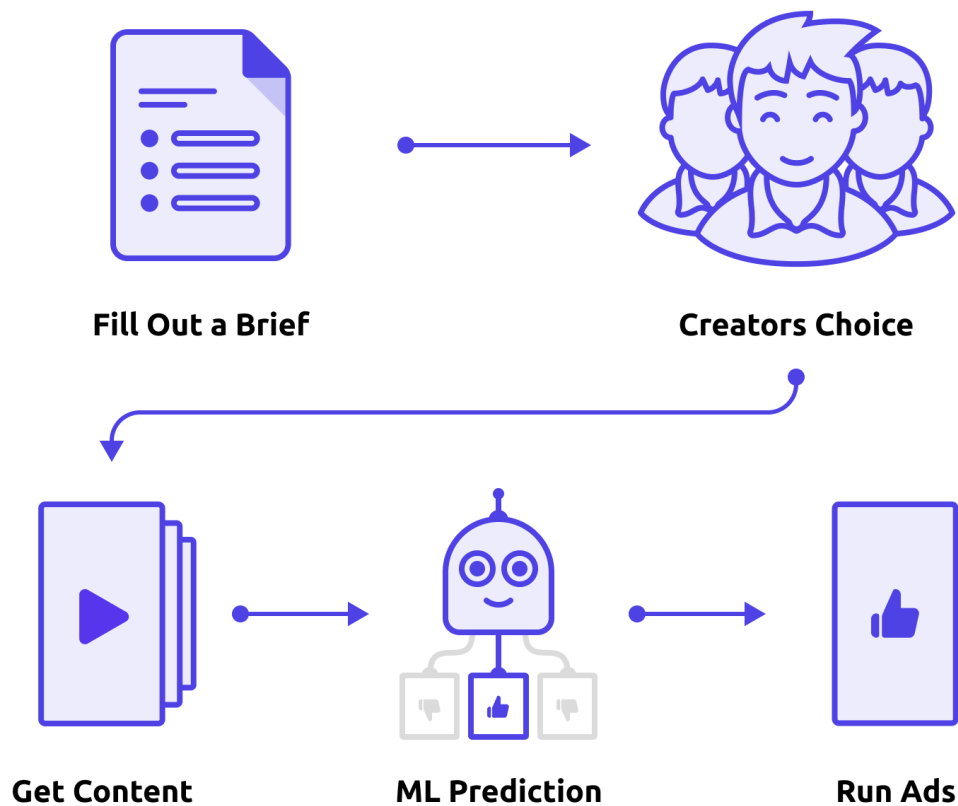 Fill Out a Brief
Creators Choice
Get Content
ML Prediction
Run Ads